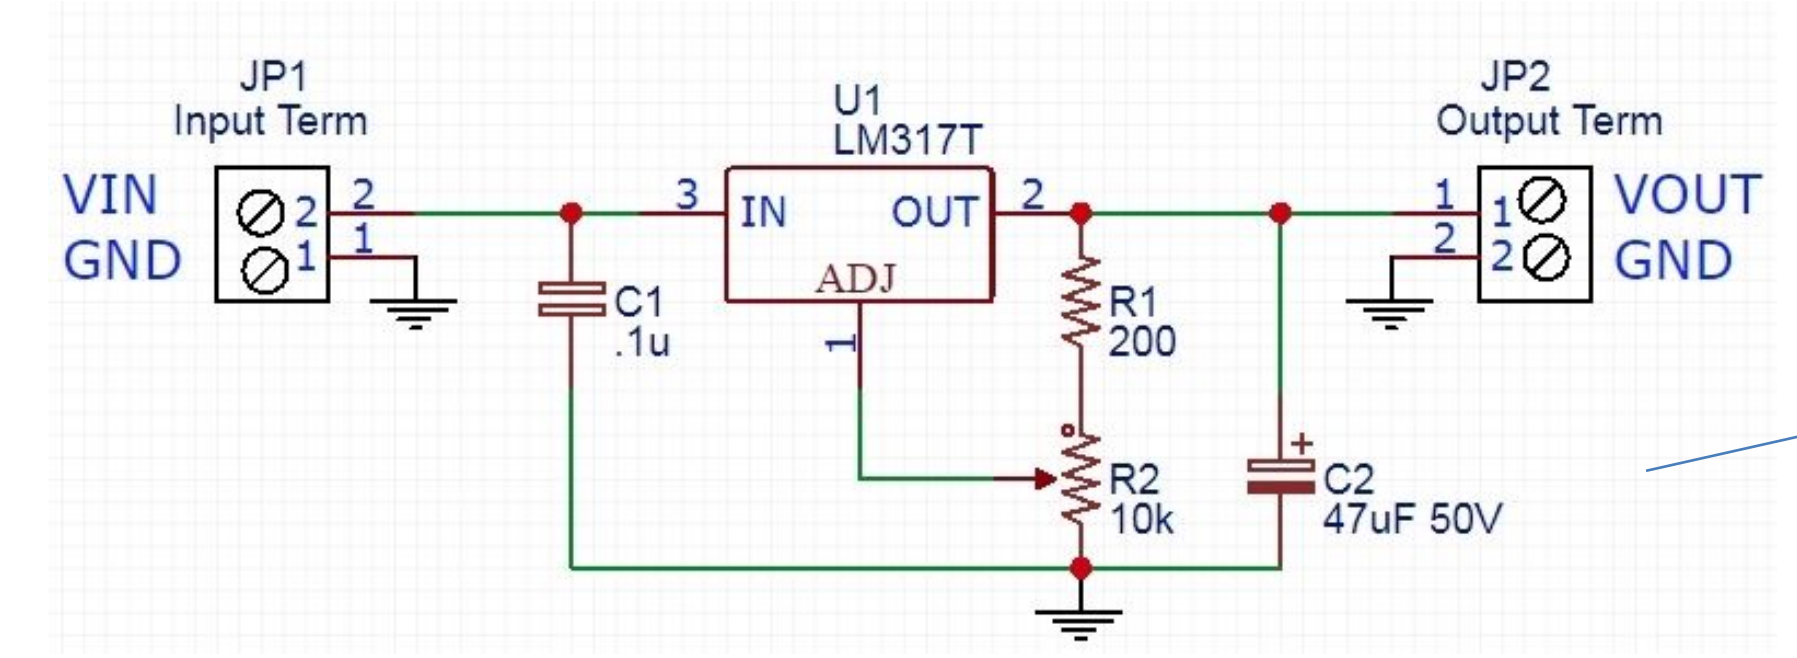 JP1
Input Term
VIN
GND
2
1
2
1
U1
LM317T
3
IN
OUT
2
ADJ
1
C1
.1u
R1
200
R2
10k
+
C2
47uF 50V
JP2
Output Term
1
2
1
2
VOUT
GND